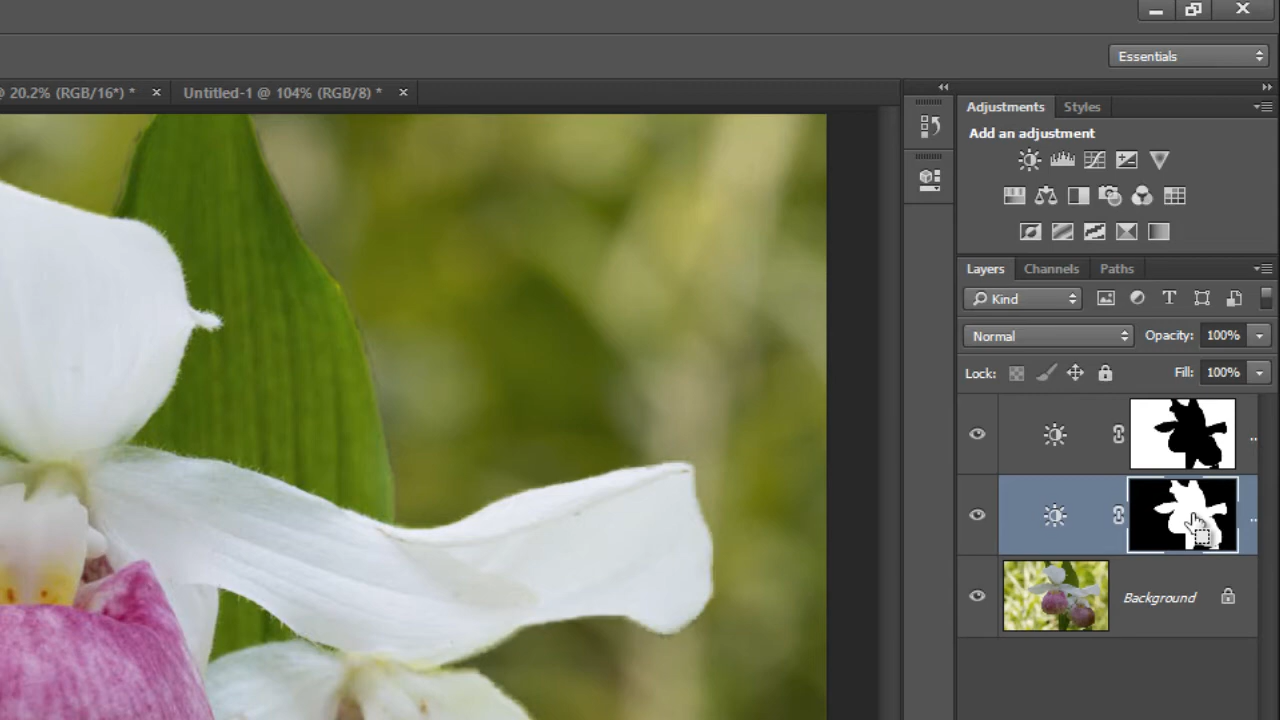 Essentials
@ 20.2% (RGB/16*) * ×
Untitled-1 @ 104% (RGB/8) * ×
Adjustments Styles
Add an adjustment
Layers Channels Paths
Kind
Normal Opacity: 100%
Lock: Fill: 100%
...
...
Background